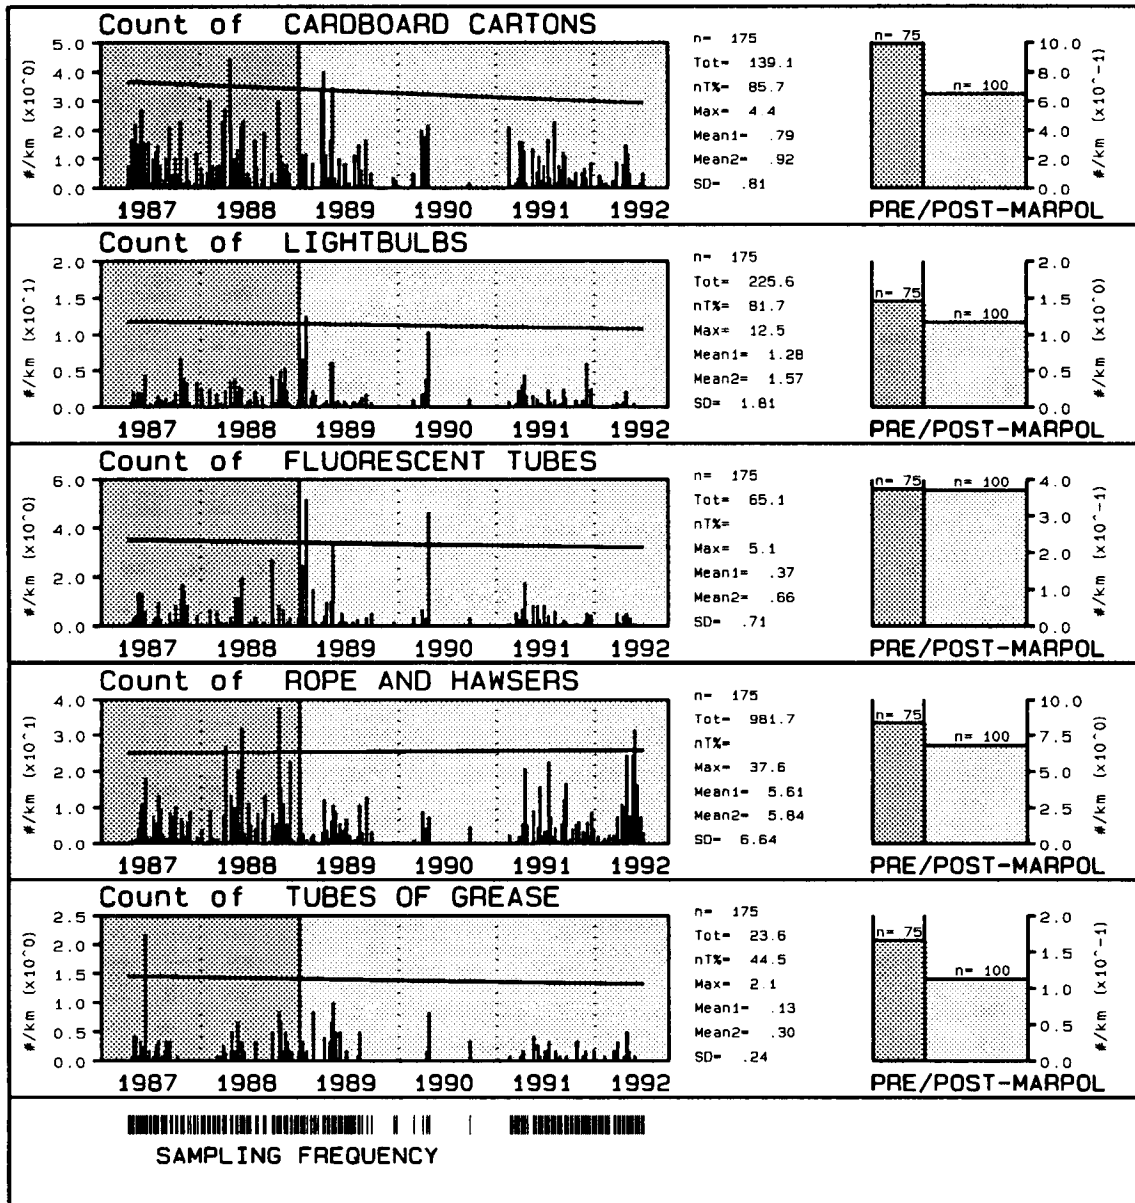 Count of CARDBOARD CARTONS
#/km (x10^0)
5.0
4.0
3.0
2.0
1.0
0.0
1987 1988 1989 1990 1991 1992
n= 175
Tot= 139.1
nT%= 85.7
Max= 4.4
Mean1= .79
Mean2= .92
SD= .81
n= 75
n= 100
10.0
8.0
6.0
4.0
2.0
0.0
#/km (x10^-1)
PRE/POST-MARPOL
Count of LIGHTBULBS
#/km (x10^1)
2.0
1.5
1.0
0.5
0.0
1987 1988 1989 1990 1991 1992
n= 175
Tot= 225.6
nT%= 81.7
Max= 12.5
Mean1= 1.28
Mean2= 1.57
SD= 1.81
n= 75
n= 100
2.0
1.5
1.0
0.5
0.0
#/km (x10^0)
PRE/POST-MARPOL
Count of FLUORESCENT TUBES
#/km (x10^0)
6.0
4.0
2.0
0.0
1987 1988 1989 1990 1991 1992
n= 175
Tot= 65.1
nT%=
Max= 5.1
Mean1= .37
Mean2= .66
SD= .71
n= 75
n= 100
4.0
3.0
2.0
1.0
0.0
#/km (x10^-1)
PRE/POST-MARPOL
Count of ROPE AND HAWSERS
#/km (x10^1)
4.0
3.0
2.0
1.0
0.0
1987 1988 1989 1990 1991 1992
n= 175
Tot= 981.7
nT%=
Max= 37.6
Mean1= 5.61
Mean2= 5.84
SD= 6.64
n= 75
n= 100
10.0
7.5
5.0
2.5
0.0
#/km (x10^0)
PRE/POST-MARPOL
Count of TUBES OF GREASE
#/km (x10^0)
2.5
1.5
1.0
0.5
0.0
1987 1988 1989 1990 1991 1992
n= 175
Tot= 23.6
nT%= 44.5
Max= 2.1
Mean1= .13
Mean2= .30
SD= .24
n= 75
n= 100
2.0
1.5
1.0
0.5
0.0
#/km (x10^-1)
PRE/POST-MARPOL
SAMPLING FREQUENCY